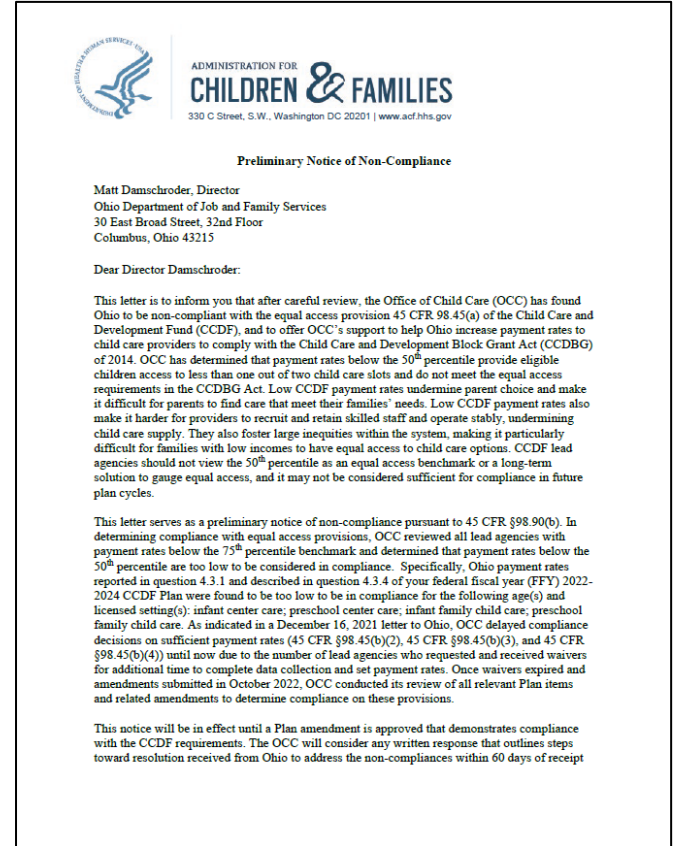 DEPARTMENT OF HEALTH & HUMAN SERVICES · USA
ADMINISTRATION FOR
CHILDREN & FAMILIES
330 C Street, S.W., Washington DC 20201 | www.acf.hhs.gov
Preliminary Notice of Non-Compliance
Matt Damschroder, Director
Ohio Department of Job and Family Services
30 East Broad Street, 32nd Floor
Columbus, Ohio 43215
Dear Director Damschroder:
This letter is to inform you that after careful review, the Office of Child Care (OCC) has found
Ohio to be non-compliant with the equal access provision 45 CFR 98.45(a) of the Child Care and
Development Fund (CCDF), and to offer OCC's support to help Ohio increase payment rates to
child care providers to comply with the Child Care and Development Block Grant Act (CCDBG)
of 2014. OCC has determined that payment rates below the 50th percentile provide eligible
children access to less than one out of two child care slots and do not meet the equal access
requirements in the CCDBG Act. Low CCDF payment rates undermine parent choice and make
it difficult for parents to find care that meet their families' needs. Low CCDF payment rates also
make it harder for providers to recruit and retain skilled staff and operate stably, undermining
child care supply. They also foster large inequities within the system, making it particularly
difficult for families with low incomes to have equal access to child care options. CCDF lead
agencies should not view the 50th percentile as an equal access benchmark or a long-term
solution to gauge equal access, and it may not be considered sufficient for compliance in future
plan cycles.
This letter serves as a preliminary notice of non-compliance pursuant to 45 CFR §98.90(b). In
determining compliance with equal access provisions, OCC reviewed all lead agencies with
payment rates below the 75th percentile benchmark and determined that payment rates below the
50th percentile are too low to be considered in compliance. Specifically, Ohio payment rates
reported in question 4.3.1 and described in question 4.3.4 of your federal fiscal year (FFY) 2022-
2024 CCDF Plan were found to be too low to be in compliance for the following age(s) and
licensed setting(s): infant center care; preschool center care; infant family child care; preschool
family child care. As indicated in a December 16, 2021 letter to Ohio, OCC delayed compliance
decisions on sufficient payment rates (45 CFR §98.45(b)(2), 45 CFR §98.45(b)(3), and 45 CFR
§98.45(b)(4)) until now due to the number of lead agencies who requested and received waivers
for additional time to complete data collection and set payment rates. Once waivers expired and
amendments submitted in October 2022, OCC conducted its review of all relevant Plan items
and related amendments to determine compliance on these provisions.
This notice will be in effect until a Plan amendment is approved that demonstrates compliance
with the CCDF requirements. The OCC will consider any written response that outlines steps
toward resolution received from Ohio to address the non-compliances within 60 days of receipt